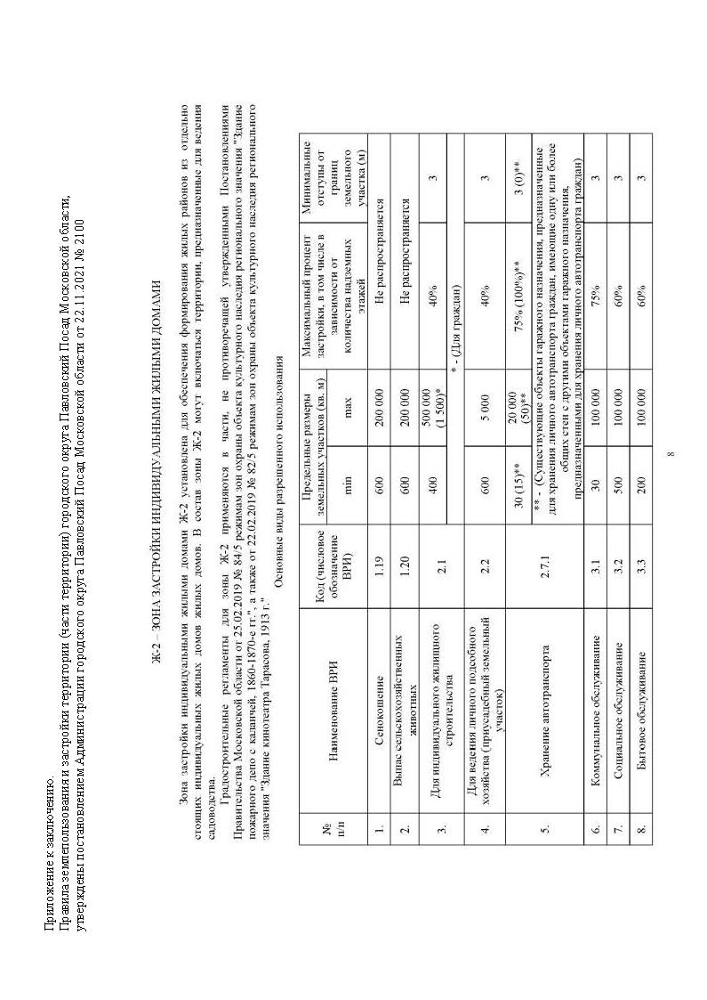 Приложение к заключению.
Правила землепользования и застройки территории (части территории) городского округа Павловский Посад Московской области,
утверждены постановлением Администрации городского округа Павловский Посад Московской области от 22.11.2021 № 2100
Ж-2 – ЗОНА ЗАСТРОЙКИ ИНДИВИДУАЛЬНЫМИ ЖИЛЫМИ ДОМАМИ
Зона застройки индивидуальными жилыми домами Ж-2 установлена для обеспечения формирования жилых районов из отдельно
стоящих индивидуальных жилых домов жилых домов. В состав зоны Ж-2 могут включаться территории, предназначенные для ведения
садоводства.
Градостроительные регламенты для зоны Ж-2 применяются в части, не противоречащей утвержденными Постановлениями
Правительства Московской области от 25.02.2019 № 84/5 режимам зон охраны объекта культурного наследия регионального значения "Здание
пожарного депо с каланчей, 1860-1870-е гг.", а также от 22.02.2019 № 82/5 режимам зон охраны объекта культурного наследия регионального
значения "Здание кинотеатра Тарасова, 1913 г."
Основные виды разрешенного использования
№ п/п Наименование ВРИ Код (числовое обозначение ВРИ) Предельные размеры земельных участков (кв. м) Максимальный процент застройки, в том числе в зависимости от количества надземных этажей Минимальные отступы от границ земельного участка (м)
min max
1. Сенокошение 1.19 600 200 000 Не распространяется
2. Выпас сельскохозяйственных животных 1.20 600 200 000 Не распространяется
3. Для индивидуального жилищного строительства 2.1 400 500 000 (1 500)* 40% 3
* - (Для граждан)
4. Для ведения личного подсобного хозяйства (приусадебный земельный участок) 2.2 600 5 000 40% 3
5. Хранение автотранспорта 2.7.1 30 (15)** 20 000 (50)** 75% (100%)** 3 (0)**
** - (Существующие объекты гаражного назначения, предназначенные
для хранения личного автотранспорта граждан, имеющие одну или более
общих стен с другими объектами гаражного назначения,
предназначенными для хранения личного автотранспорта граждан)
6. Коммунальное обслуживание 3.1 30 100 000 75% 3
7. Социальное обслуживание 3.2 500 100 000 60% 3
8. Бытовое обслуживание 3.3 200 100 000 60% 3
8